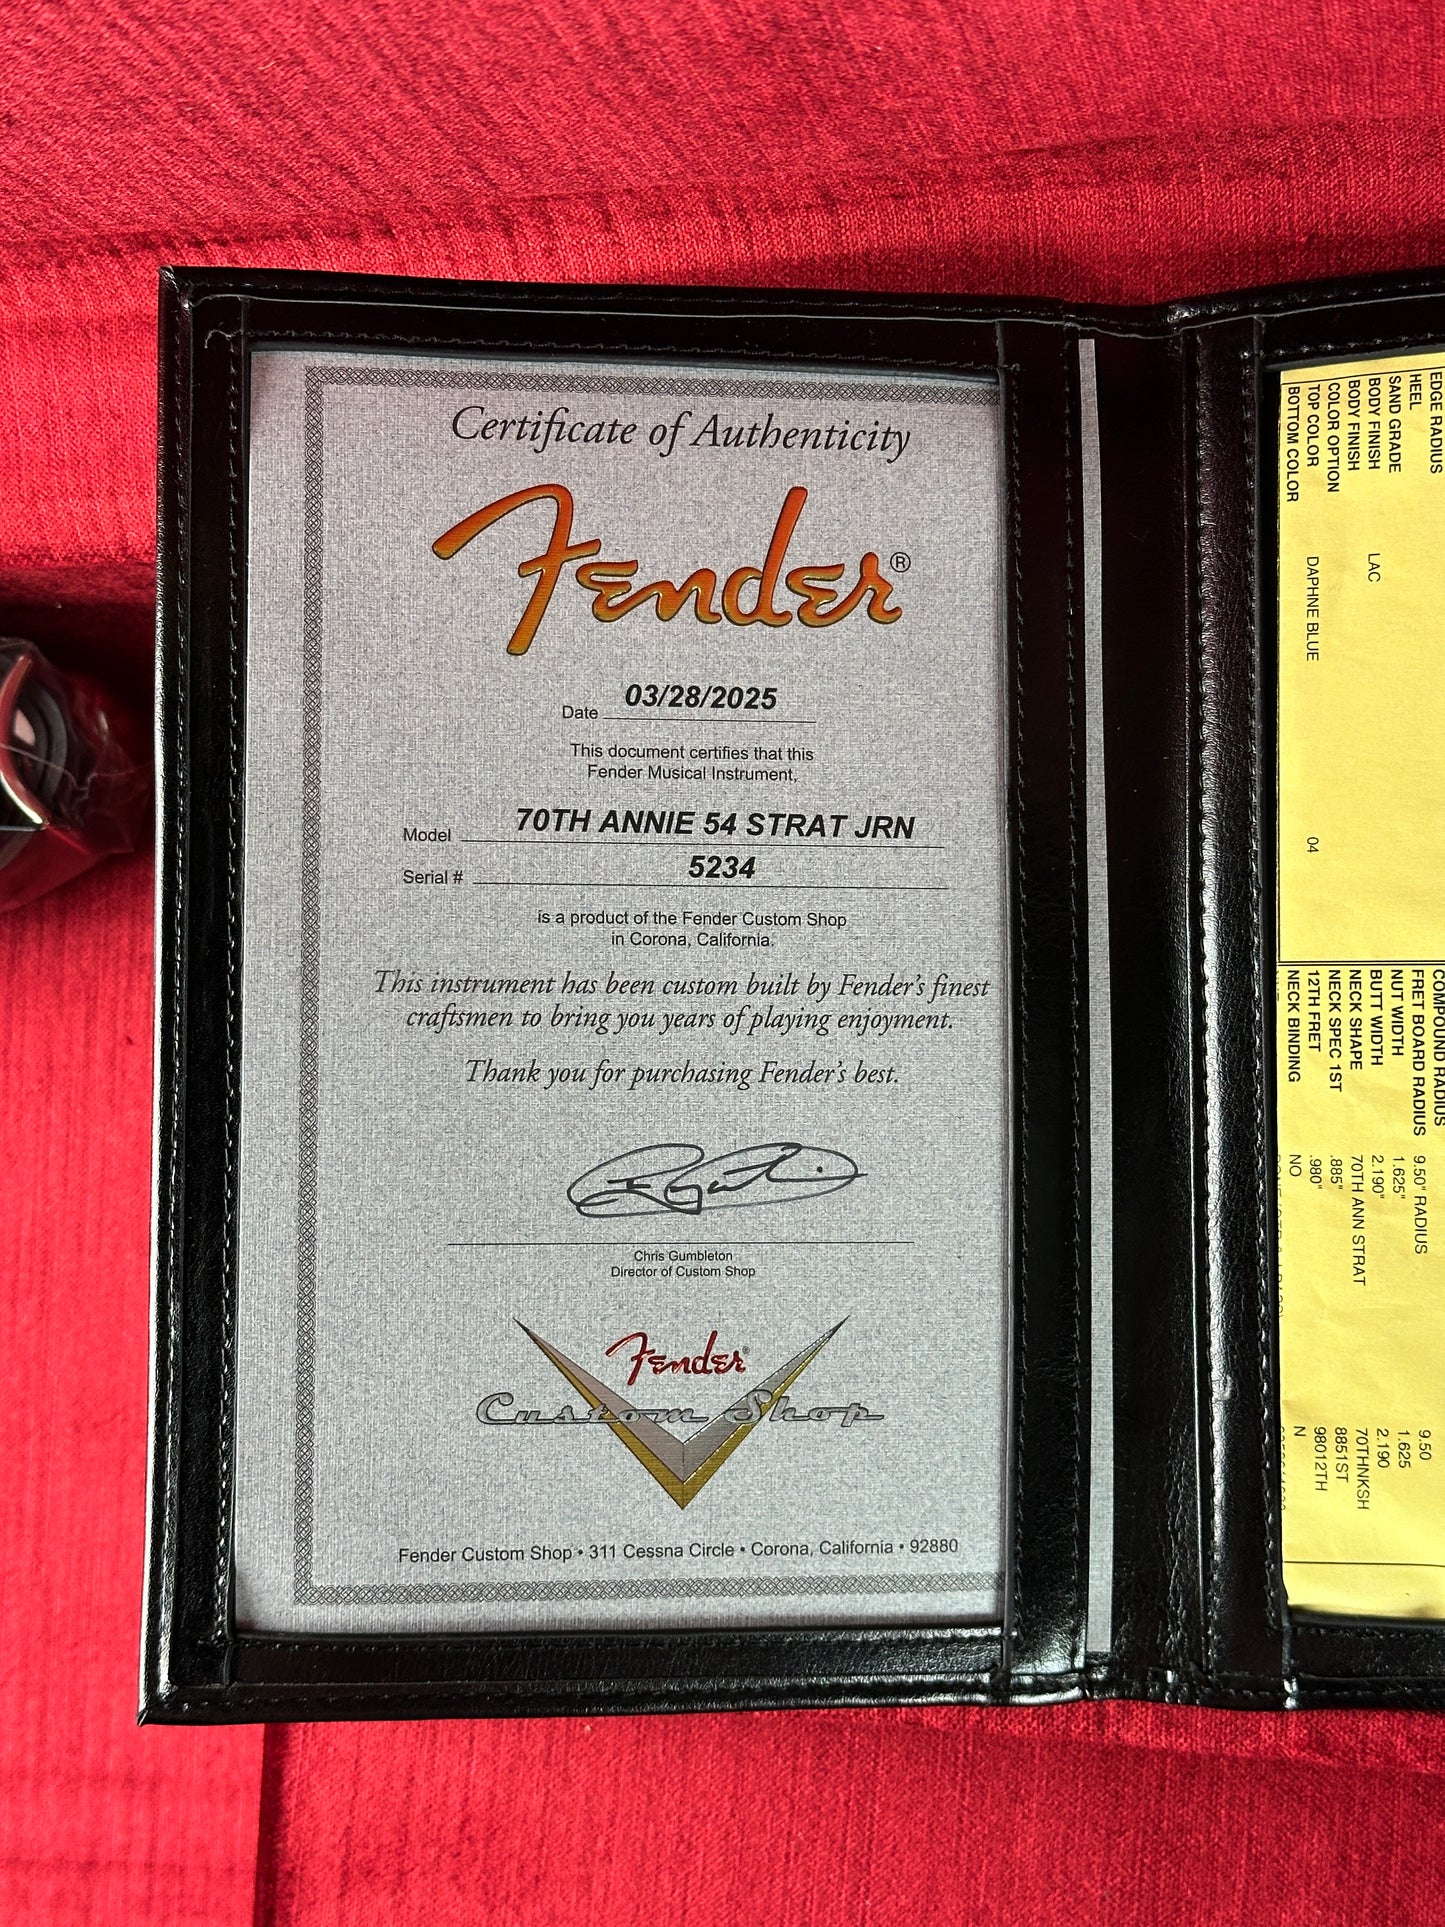 Certificate of Authenticity
Fender®
Date 03/28/2025
This document certifies that this
Fender Musical Instrument,
Model 70TH ANNIE 54 STRAT JRN
Serial # 5234
is a product of the Fender Custom Shop
in Corona, California.
This instrument has been custom built by Fender's finest
craftsmen to bring you years of playing enjoyment.
Thank you for purchasing Fender's best.
Chris Gumbleton
Director of Custom Shop
Fender®
Custom Shop
Fender Custom Shop • 311 Cessna Circle • Corona, California • 92880
EDGE RADIUS
HEEL
SAND GRADE
BODY FINISH LAC
BODY FINISH
COLOR OPTION
TOP COLOR DAPHNE BLUE 04
BOTTOM COLOR
COMPOUND RADIUS
FRET BOARD RADIUS 9.50" RADIUS 9.50
NUT WIDTH 1.625" 1.625
BUTT WIDTH 2.190" 2.190
NECK SHAPE 70TH ANN STRAT 70THNKSH
NECK SPEC 1ST .885" 8851ST
12TH FRET .980" 98012TH
NECK BINDING NO N